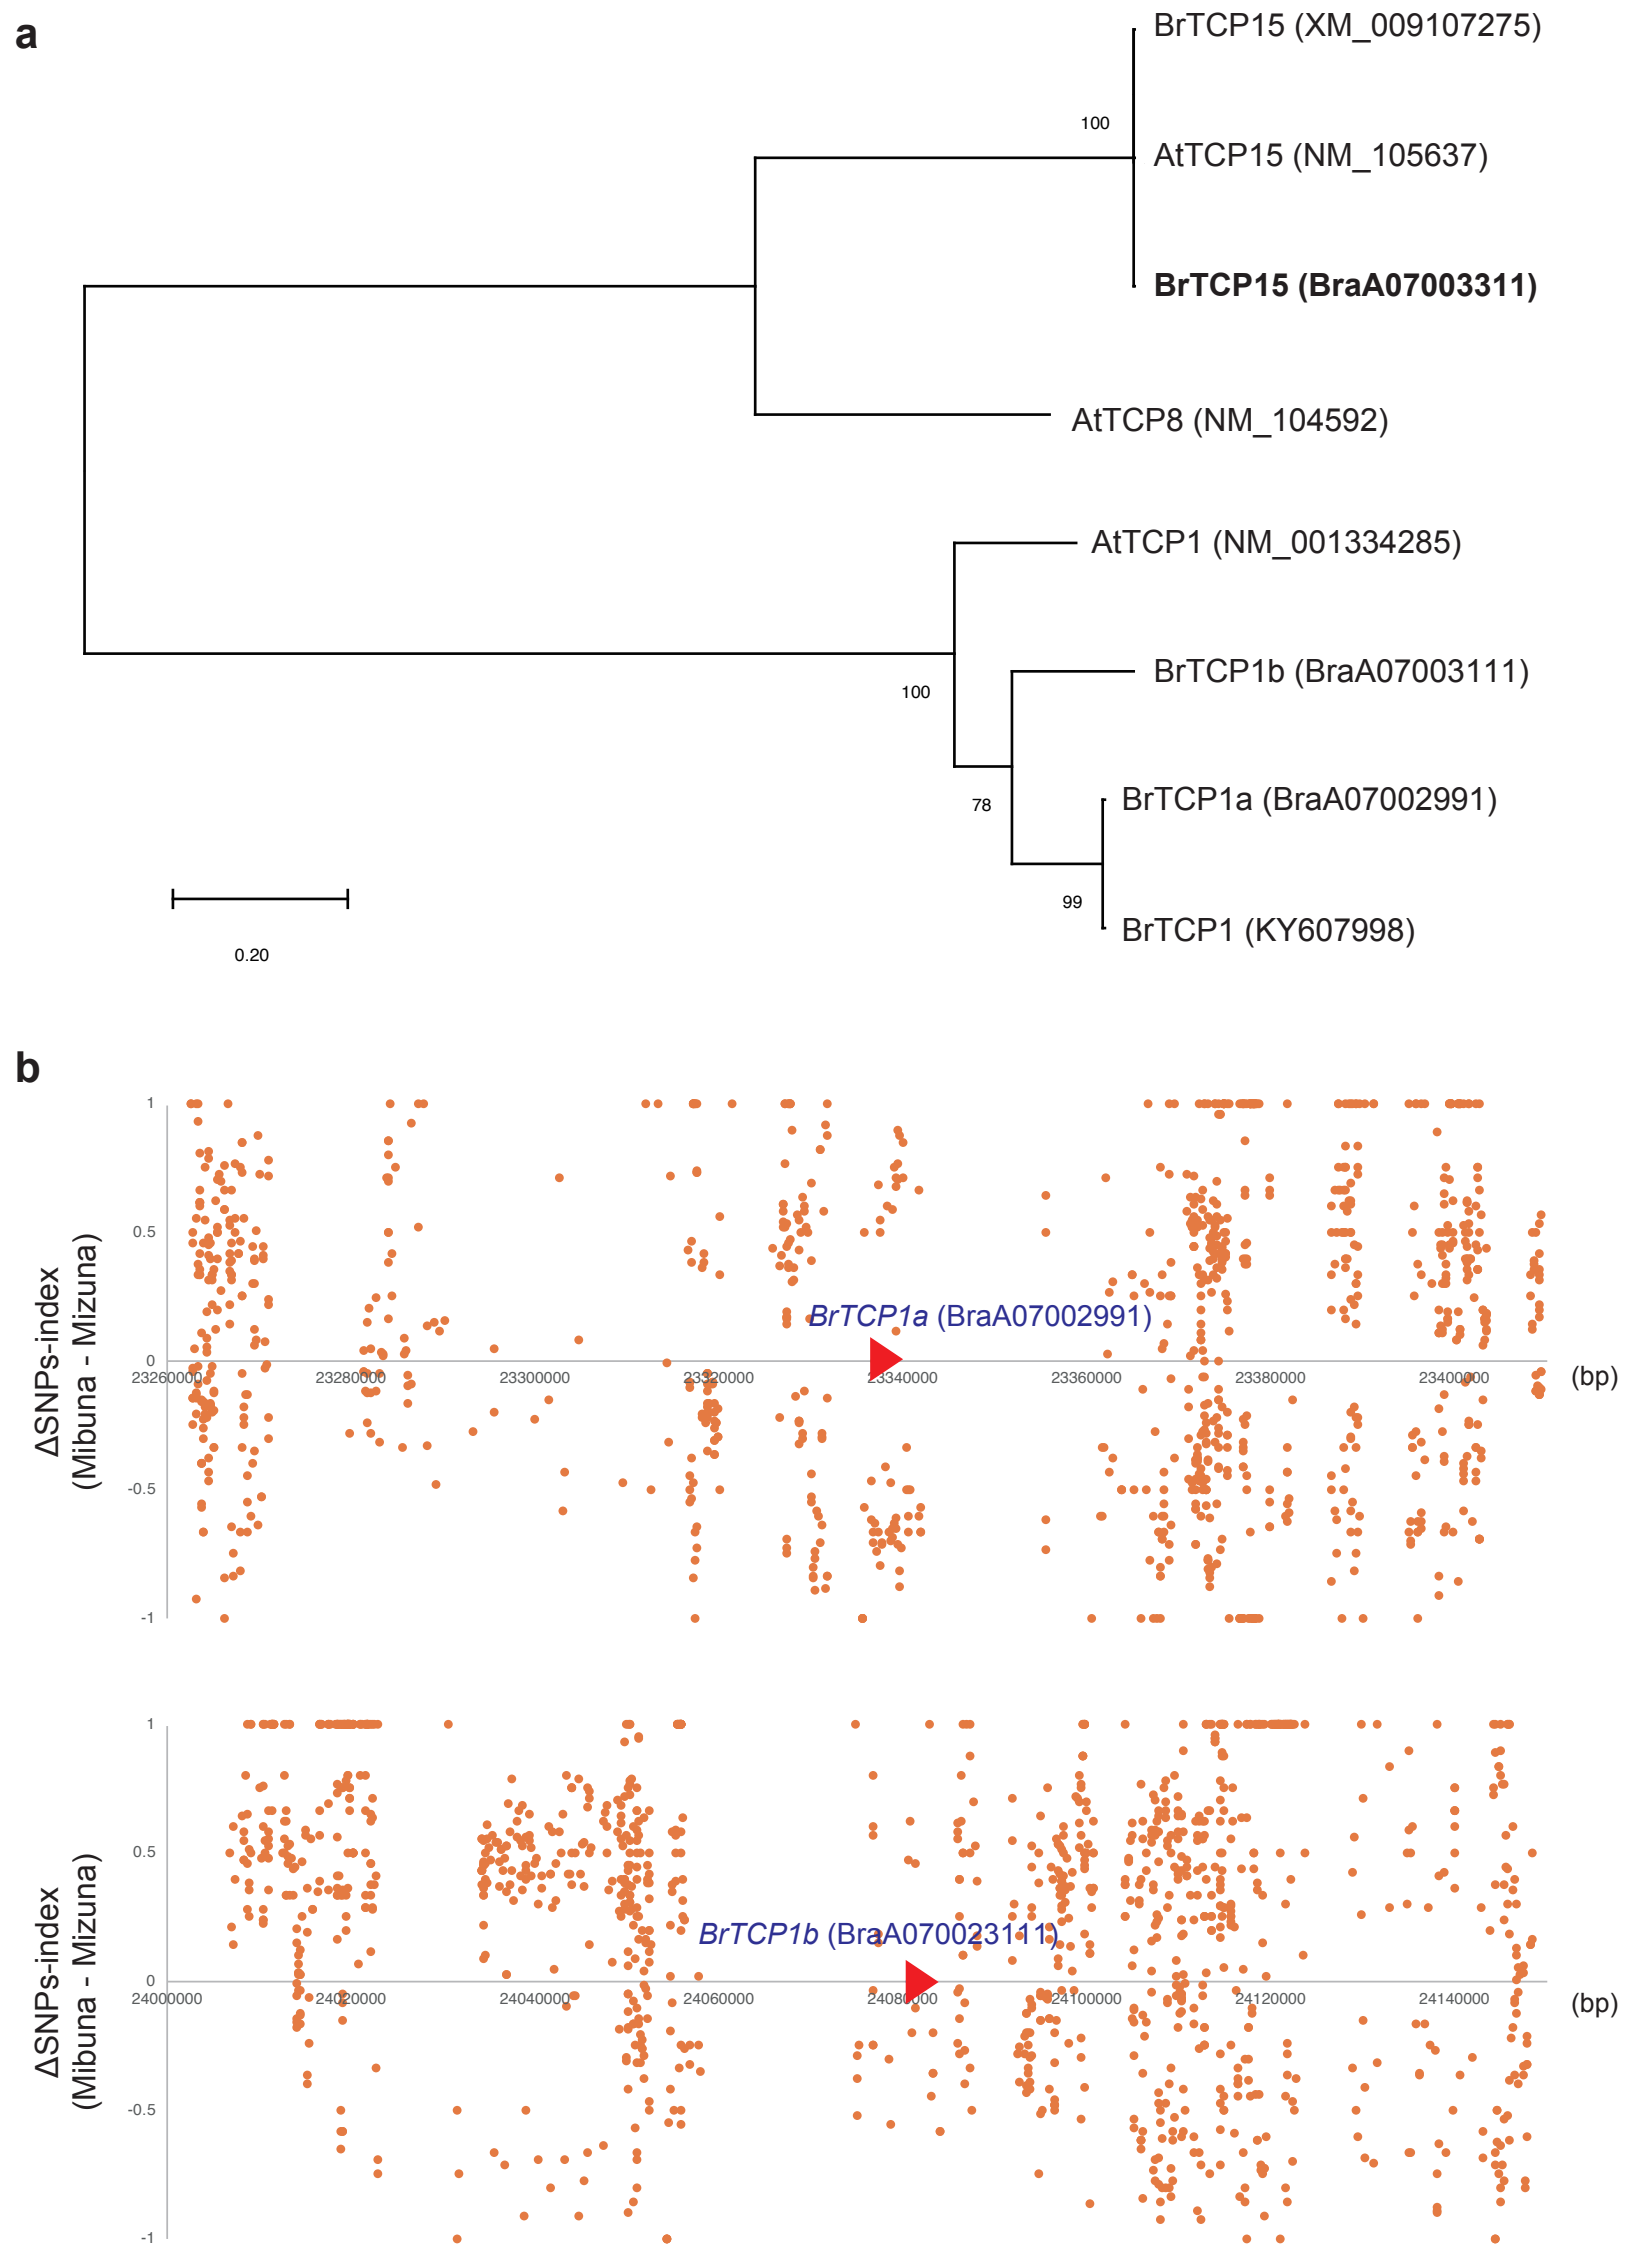 a
BrTCP15 (XM_009107275)
100
AtTCP15 (NM_105637)
BrTCP15 (BraA07003311)
AtTCP8 (NM_104592)
AtTCP1 (NM_001334285)
BrTCP1b (BraA07003111)
100
78
BrTCP1a (BraA07002991)
99
BrTCP1 (KY607998)
0.20
b
1
0.5
0
-0.5
-1
ΔSNPs-index
(Mibuna - Mizuna)
BrTCP1a (BraA07002991)
23260000 23280000 23300000 23320000 23340000 23360000 23380000 23400000 (bp)
1
0.5
0
-0.5
-1
ΔSNPs-index
(Mibuna - Mizuna)
BrTCP1b (BraA070023111)
24000000 24020000 24040000 24060000 24080000 24100000 24120000 24140000 (bp)